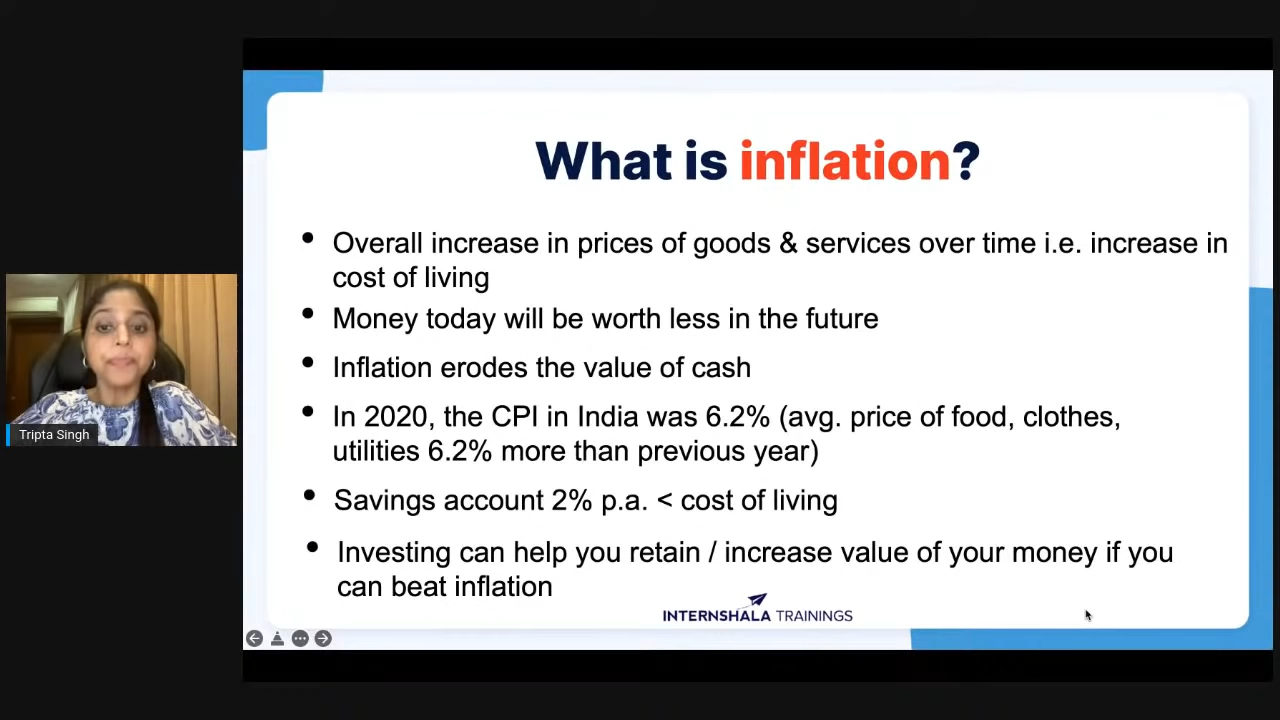 What is inflation?
• Overall increase in prices of goods & services over time i.e. increase in
cost of living
• Money today will be worth less in the future
• Inflation erodes the value of cash
• In 2020, the CPI in India was 6.2% (avg. price of food, clothes,
utilities 6.2% more than previous year)
• Savings account 2% p.a. < cost of living
• Investing can help you retain / increase value of your money if you
can beat inflation
INTERNSHALA TRAININGS
Tripta Singh